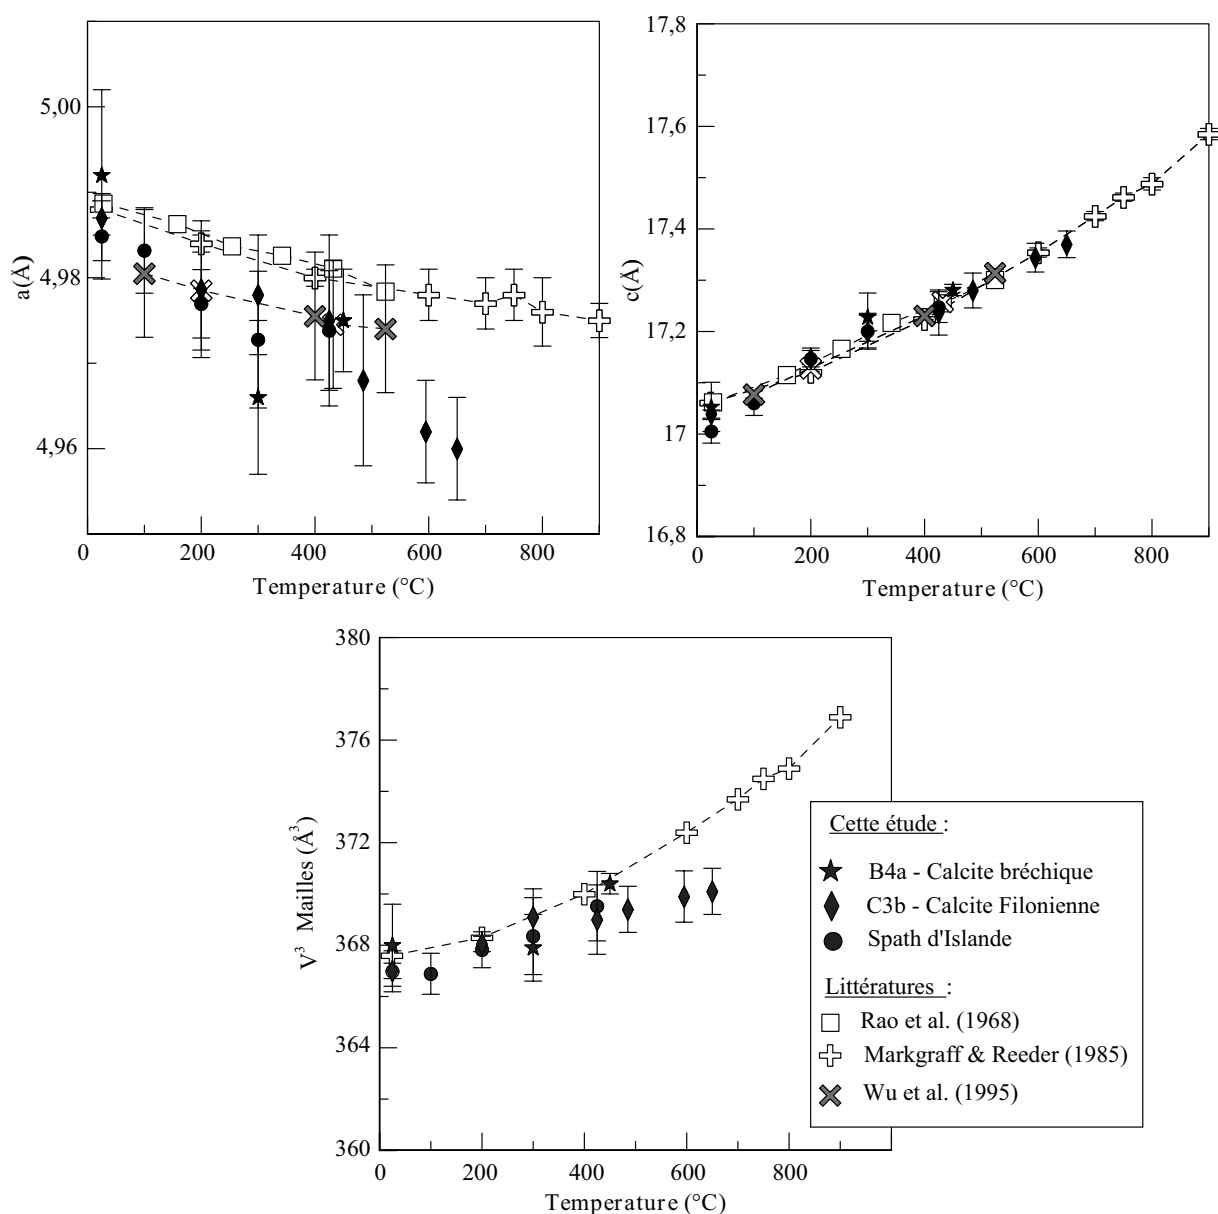 5,00
4,98
4,96
a(Å)
0
200
400
600
800
Temperature (°C)
17,8
17,6
17,4
17,2
17
16,8
c(Å)
0
200
400
600
800
Temperature (°C)
380
376
372
368
364
360
V³ Mailles (Å³)
0
200
400
600
800
Temperature (°C)
Cette étude :
B4a - Calcite bréchique
C3b - Calcite Filonienne
Spath d'Islande
Littératures :
Rao et al. (1968)
Markgraff & Reeder (1985)
Wu et al. (1995)